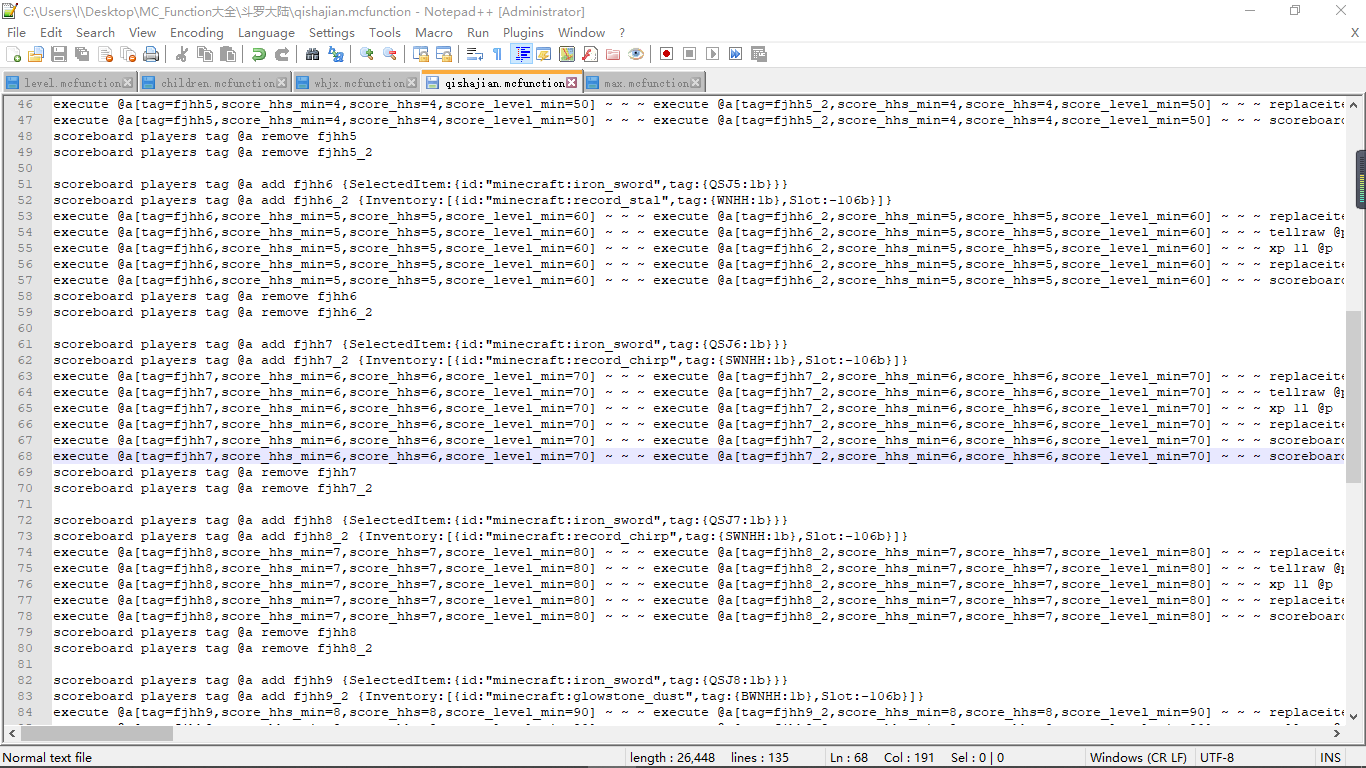 C:\Users\l\Desktop\MC_Function大全\斗罗大陆\qishajian.mcfunction - Notepad++ [Administrator]
File Edit Search View Encoding Language Settings Tools Macro Run Plugins Window ? X
level.mcfunction children.mcfunction whjx.mcfunction qishajian.mcfunction max.mcfunction
46 execute @a[tag=fjhh5,score_hhs_min=4,score_hhs=4,score_level_min=50] ~ ~ ~ execute @a[tag=fjhh5_2,score_hhs_min=4,score_hhs=4,score_level_min=50] ~ ~ ~ replaceite
47 execute @a[tag=fjhh5,score_hhs_min=4,score_hhs=4,score_level_min=50] ~ ~ ~ execute @a[tag=fjhh5_2,score_hhs_min=4,score_hhs=4,score_level_min=50] ~ ~ ~ scoreboard
48 scoreboard players tag @a remove fjhh5
49 scoreboard players tag @a remove fjhh5_2
50
51 scoreboard players tag @a add fjhh6 {SelectedItem:{id:"minecraft:iron_sword",tag:{QSJ5:1b}}}
52 scoreboard players tag @a add fjhh6_2 {Inventory:[{id:"minecraft:record_stal",tag:{WNHH:1b},Slot:-106b}]}
53 execute @a[tag=fjhh6,score_hhs_min=5,score_hhs=5,score_level_min=60] ~ ~ ~ execute @a[tag=fjhh6_2,score_hhs_min=5,score_hhs=5,score_level_min=60] ~ ~ ~ replaceite
54 execute @a[tag=fjhh6,score_hhs_min=5,score_hhs=5,score_level_min=60] ~ ~ ~ execute @a[tag=fjhh6_2,score_hhs_min=5,score_hhs=5,score_level_min=60] ~ ~ ~ tellraw @p
55 execute @a[tag=fjhh6,score_hhs_min=5,score_hhs=5,score_level_min=60] ~ ~ ~ execute @a[tag=fjhh6_2,score_hhs_min=5,score_hhs=5,score_level_min=60] ~ ~ ~ xp 1l @p
56 execute @a[tag=fjhh6,score_hhs_min=5,score_hhs=5,score_level_min=60] ~ ~ ~ execute @a[tag=fjhh6_2,score_hhs_min=5,score_hhs=5,score_level_min=60] ~ ~ ~ replaceite
57 execute @a[tag=fjhh6,score_hhs_min=5,score_hhs=5,score_level_min=60] ~ ~ ~ execute @a[tag=fjhh6_2,score_hhs_min=5,score_hhs=5,score_level_min=60] ~ ~ ~ scoreboard
58 scoreboard players tag @a remove fjhh6
59 scoreboard players tag @a remove fjhh6_2
60
61 scoreboard players tag @a add fjhh7 {SelectedItem:{id:"minecraft:iron_sword",tag:{QSJ6:1b}}}
62 scoreboard players tag @a add fjhh7_2 {Inventory:[{id:"minecraft:record_chirp",tag:{SWNHH:1b},Slot:-106b}]}
63 execute @a[tag=fjhh7,score_hhs_min=6,score_hhs=6,score_level_min=70] ~ ~ ~ execute @a[tag=fjhh7_2,score_hhs_min=6,score_hhs=6,score_level_min=70] ~ ~ ~ replaceite
64 execute @a[tag=fjhh7,score_hhs_min=6,score_hhs=6,score_level_min=70] ~ ~ ~ execute @a[tag=fjhh7_2,score_hhs_min=6,score_hhs=6,score_level_min=70] ~ ~ ~ tellraw @p
65 execute @a[tag=fjhh7,score_hhs_min=6,score_hhs=6,score_level_min=70] ~ ~ ~ execute @a[tag=fjhh7_2,score_hhs_min=6,score_hhs=6,score_level_min=70] ~ ~ ~ xp 1l @p
66 execute @a[tag=fjhh7,score_hhs_min=6,score_hhs=6,score_level_min=70] ~ ~ ~ execute @a[tag=fjhh7_2,score_hhs_min=6,score_hhs=6,score_level_min=70] ~ ~ ~ replaceite
67 execute @a[tag=fjhh7,score_hhs_min=6,score_hhs=6,score_level_min=70] ~ ~ ~ execute @a[tag=fjhh7_2,score_hhs_min=6,score_hhs=6,score_level_min=70] ~ ~ ~ scoreboard
68 execute @a[tag=fjhh7,score_hhs_min=6,score_hhs=6,score_level_min=70] ~ ~ ~ execute @a[tag=fjhh7_2,score_hhs_min=6,score_hhs=6,score_level_min=70] ~ ~ ~ scoreboard
69 scoreboard players tag @a remove fjhh7
70 scoreboard players tag @a remove fjhh7_2
71
72 scoreboard players tag @a add fjhh8 {SelectedItem:{id:"minecraft:iron_sword",tag:{QSJ7:1b}}}
73 scoreboard players tag @a add fjhh8_2 {Inventory:[{id:"minecraft:record_chirp",tag:{SWNHH:1b},Slot:-106b}]}
74 execute @a[tag=fjhh8,score_hhs_min=7,score_hhs=7,score_level_min=80] ~ ~ ~ execute @a[tag=fjhh8_2,score_hhs_min=7,score_hhs=7,score_level_min=80] ~ ~ ~ replaceite
75 execute @a[tag=fjhh8,score_hhs_min=7,score_hhs=7,score_level_min=80] ~ ~ ~ execute @a[tag=fjhh8_2,score_hhs_min=7,score_hhs=7,score_level_min=80] ~ ~ ~ tellraw @p
76 execute @a[tag=fjhh8,score_hhs_min=7,score_hhs=7,score_level_min=80] ~ ~ ~ execute @a[tag=fjhh8_2,score_hhs_min=7,score_hhs=7,score_level_min=80] ~ ~ ~ xp 1l @p
77 execute @a[tag=fjhh8,score_hhs_min=7,score_hhs=7,score_level_min=80] ~ ~ ~ execute @a[tag=fjhh8_2,score_hhs_min=7,score_hhs=7,score_level_min=80] ~ ~ ~ replaceite
78 execute @a[tag=fjhh8,score_hhs_min=7,score_hhs=7,score_level_min=80] ~ ~ ~ execute @a[tag=fjhh8_2,score_hhs_min=7,score_hhs=7,score_level_min=80] ~ ~ ~ scoreboard
79 scoreboard players tag @a remove fjhh8
80 scoreboard players tag @a remove fjhh8_2
81
82 scoreboard players tag @a add fjhh9 {SelectedItem:{id:"minecraft:iron_sword",tag:{QSJ8:1b}}}
83 scoreboard players tag @a add fjhh9_2 {Inventory:[{id:"minecraft:glowstone_dust",tag:{BWNHH:1b},Slot:-106b}]}
84 execute @a[tag=fjhh9,score_hhs_min=8,score_hhs=8,score_level_min=90] ~ ~ ~ execute @a[tag=fjhh9_2,score_hhs_min=8,score_hhs=8,score_level_min=90] ~ ~ ~ replaceite
Normal text file length : 26,448 lines : 135 Ln : 68 Col : 191 Sel : 0 | 0 Windows (CR LF) UTF-8 INS